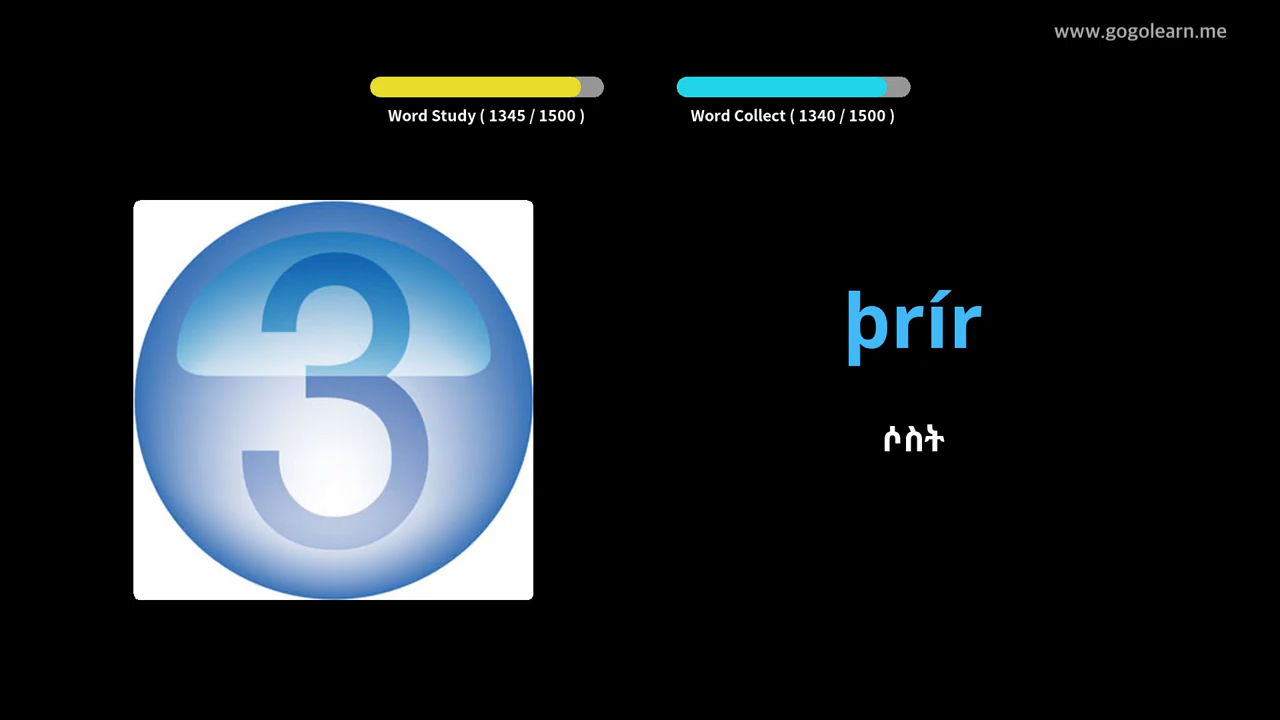 www.gogolearn.me
Word Study ( 1345 / 1500 )
Word Collect ( 1340 / 1500 )
3
þrír
ሶስት